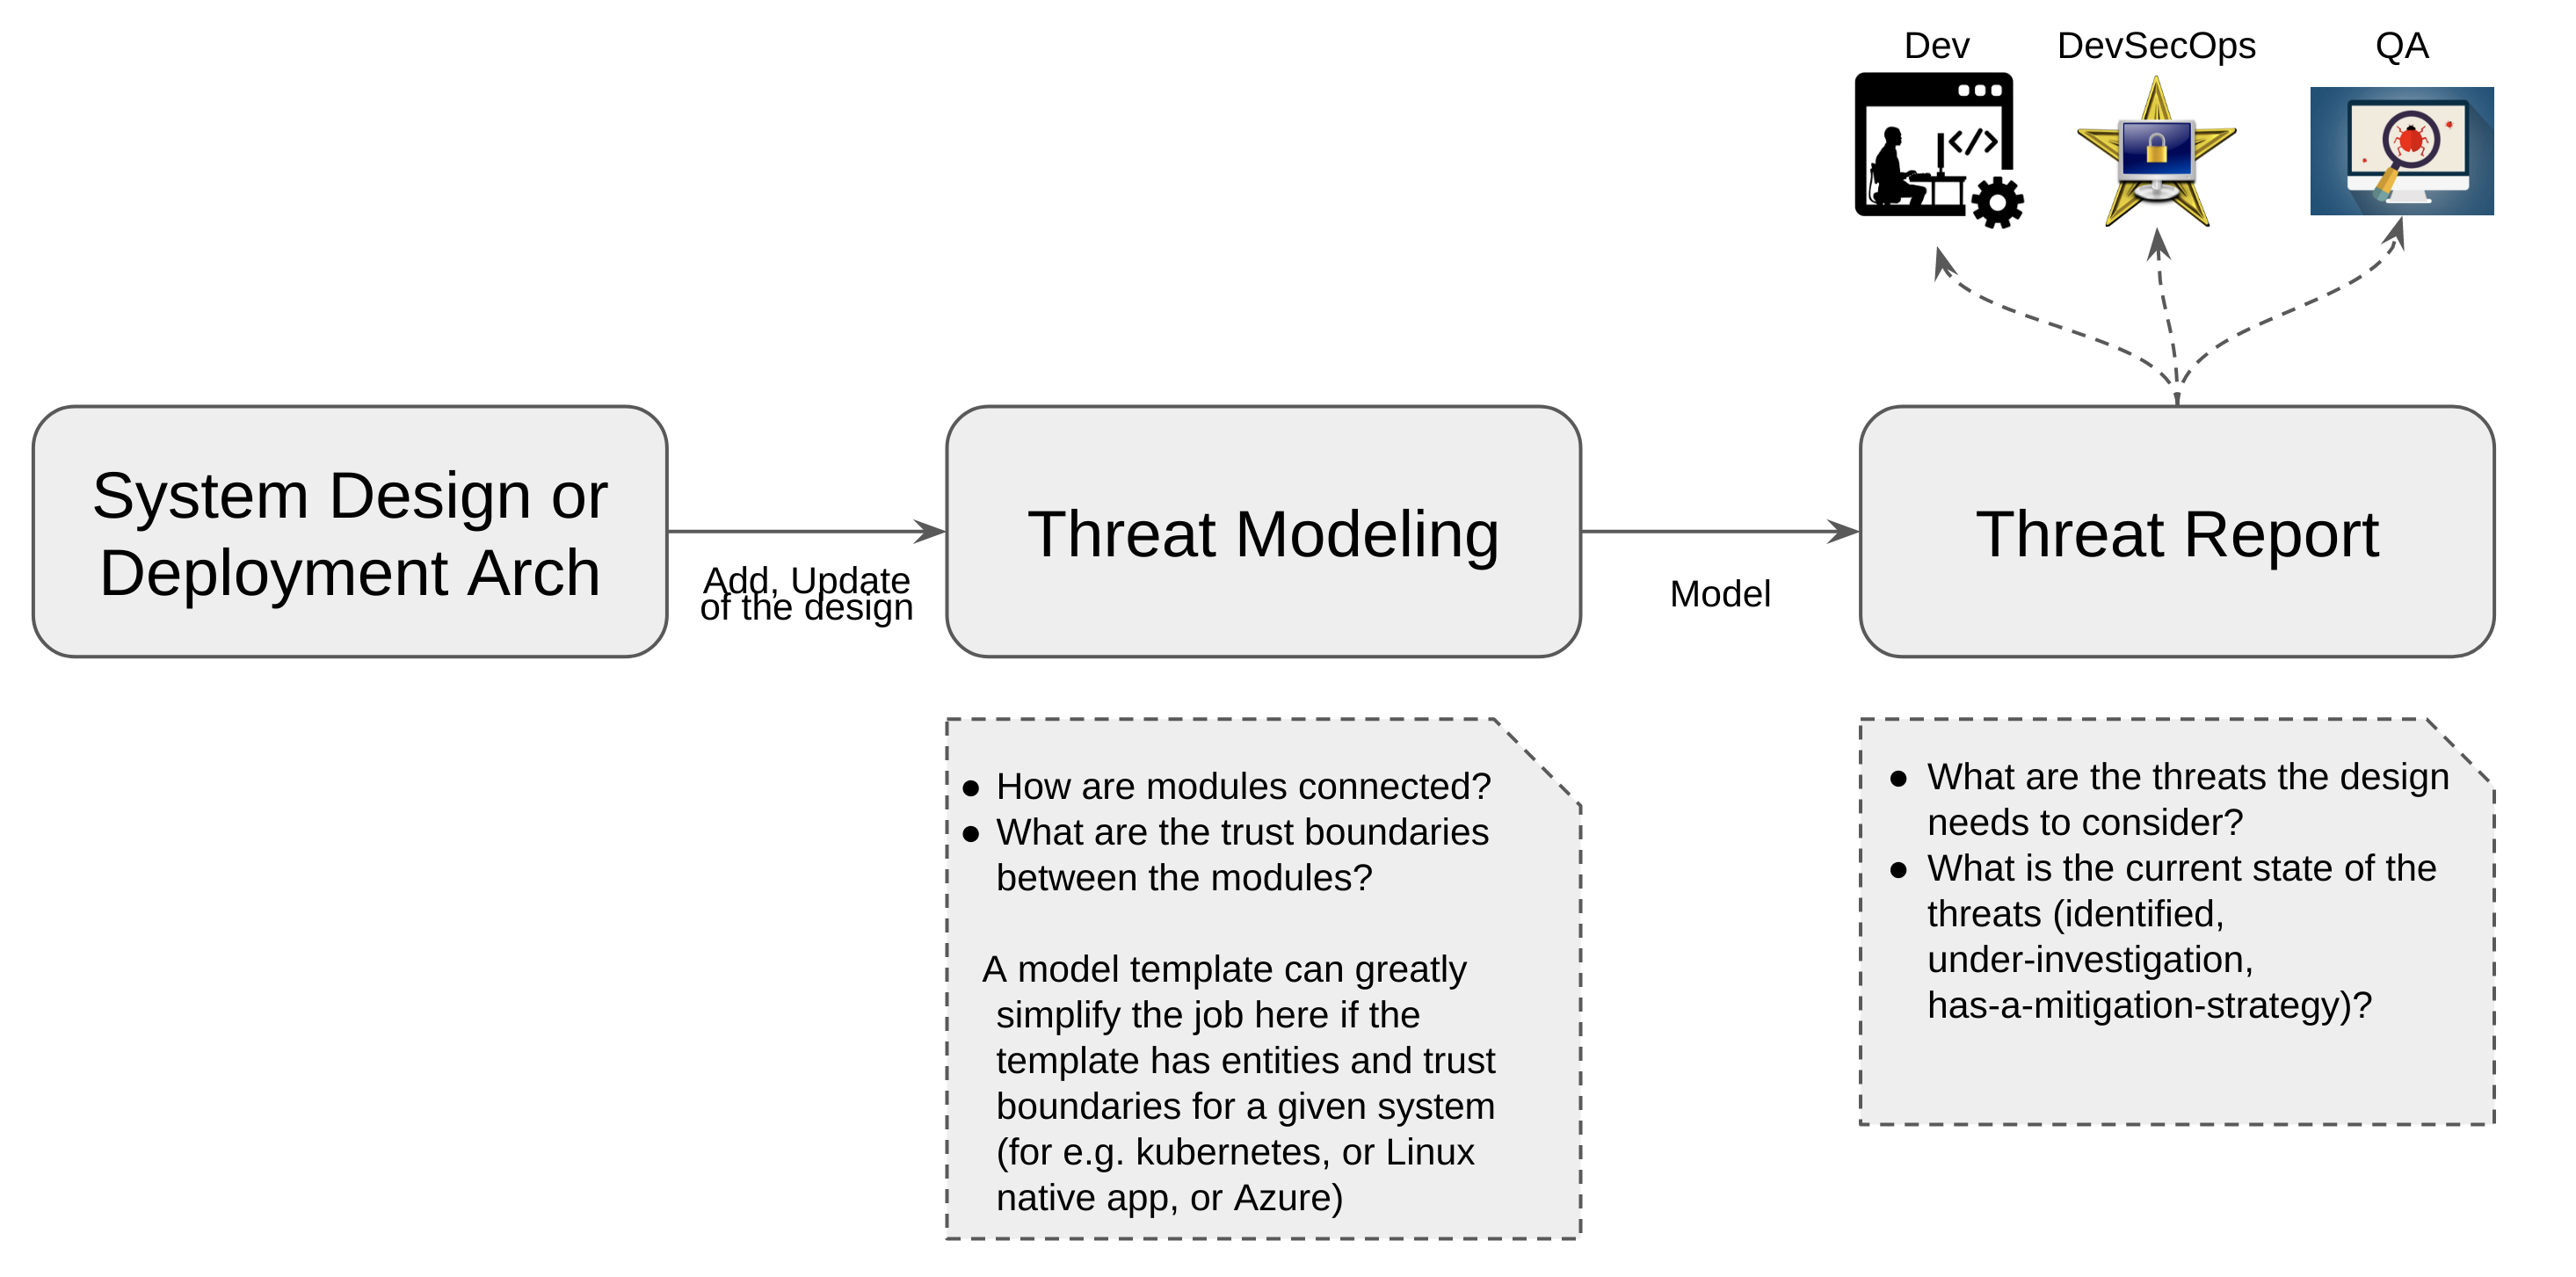 Dev
DevSecOps
QA
</>
System Design or
Deployment Arch
Add, Update
of the design
Threat Modeling
Model
Threat Report
● How are modules connected?
● What are the trust boundaries
between the modules?
A model template can greatly
simplify the job here if the
template has entities and trust
boundaries for a given system
(for e.g. kubernetes, or Linux
native app, or Azure)
● What are the threats the design
needs to consider?
● What is the current state of the
threats (identified,
under-investigation,
has-a-mitigation-strategy)?